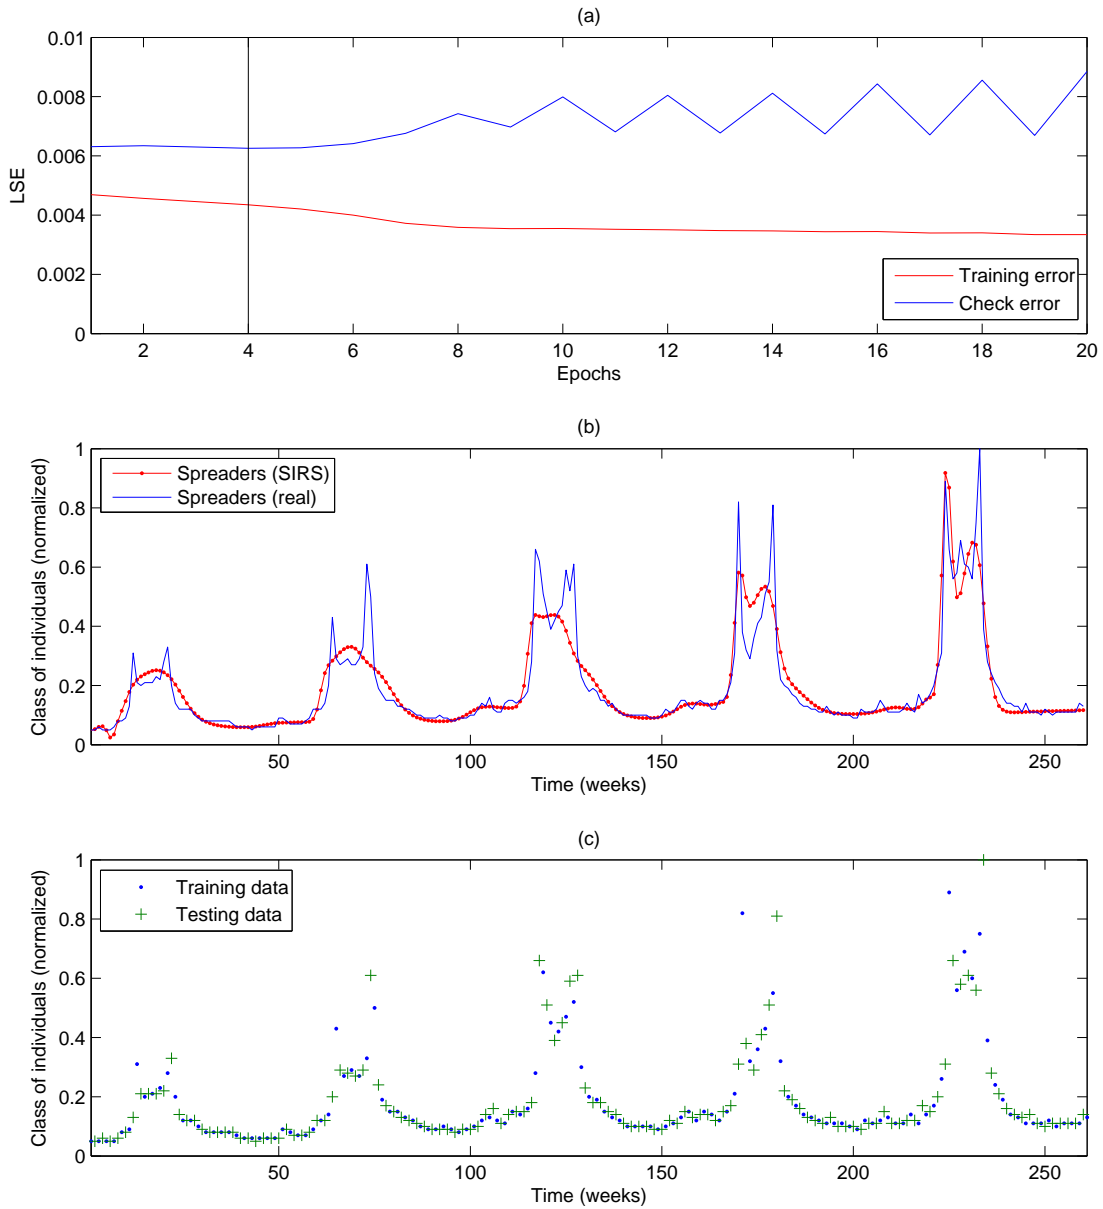 (a)
0.01
0.008
0.006
0.004
0.002
0
LSE
2 4 6 8 10 12 14 16 18 20
Epochs
Training error
Check error
(b)
1
0.8
0.6
0.4
0.2
0
Class of individuals (normalized)
Spreaders (SIRS)
Spreaders (real)
50 100 150 200 250
Time (weeks)
(c)
1
0.8
0.6
0.4
0.2
0
Class of individuals (normalized)
Training data
Testing data
50 100 150 200 250
Time (weeks)